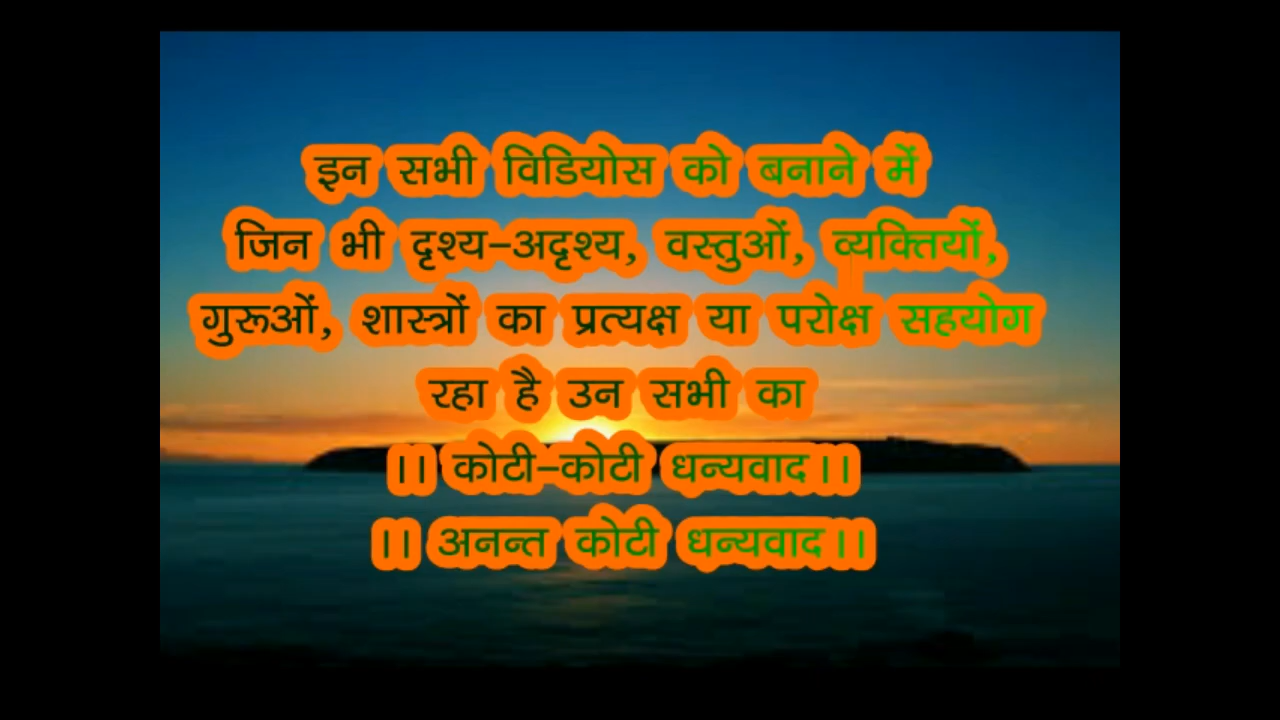 इन सभी विडियोस को बनाने में
जिन भी दृश्य-अदृश्य, वस्तुओं, व्यक्तियों,
गुरूओं, शास्त्रों का प्रत्यक्ष या परोक्ष सहयोग
रहा है उन सभी का
।। कोटी-कोटी धन्यवाद।।
।। अनन्त कोटी धन्यवाद।।